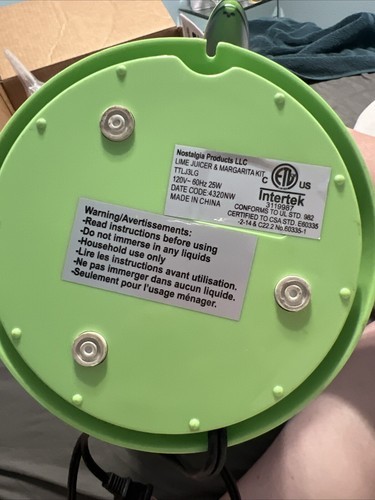 Nostalgia Products LLC
LIME JUICER & MARGARITA KIT
TTLJ3LG
120V~ 60Hz 25W
DATE CODE: 4320NW
MADE IN CHINA
C ETL US
Intertek
3119987
CONFORMS TO UL STD. 982
CERTIFIED TO CSA STD. E60335
-2-14 & C22.2 No.60335-1
Warning/Avertissements:
-Read instructions before using
-Do not immerse in any liquids
-Household use only
-Lire les instructions avant utilisation.
-Ne pas immerger dans aucun liquide.
-Seulement pour l'usage ménager.